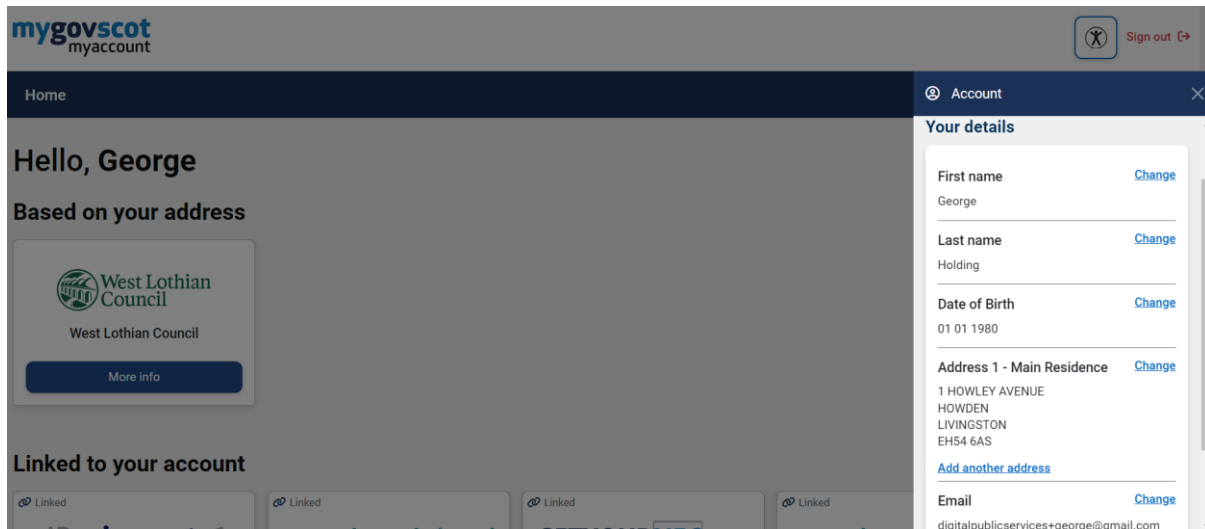 mygovscot
myaccount
Sign out
Home
Account
Hello, George
Based on your address
West Lothian
Council
West Lothian Council
More info
Linked to your account
Linked
Linked
Linked
Linked
Your details
First name
Change
George
Last name
Change
Holding
Date of Birth
Change
01 01 1980
Address 1 - Main Residence
Change
1 HOWLEY AVENUE
HOWDEN
LIVINGSTON
EH54 6AS
Add another address
Email
Change
digitalpublicservices+george@gmail.com